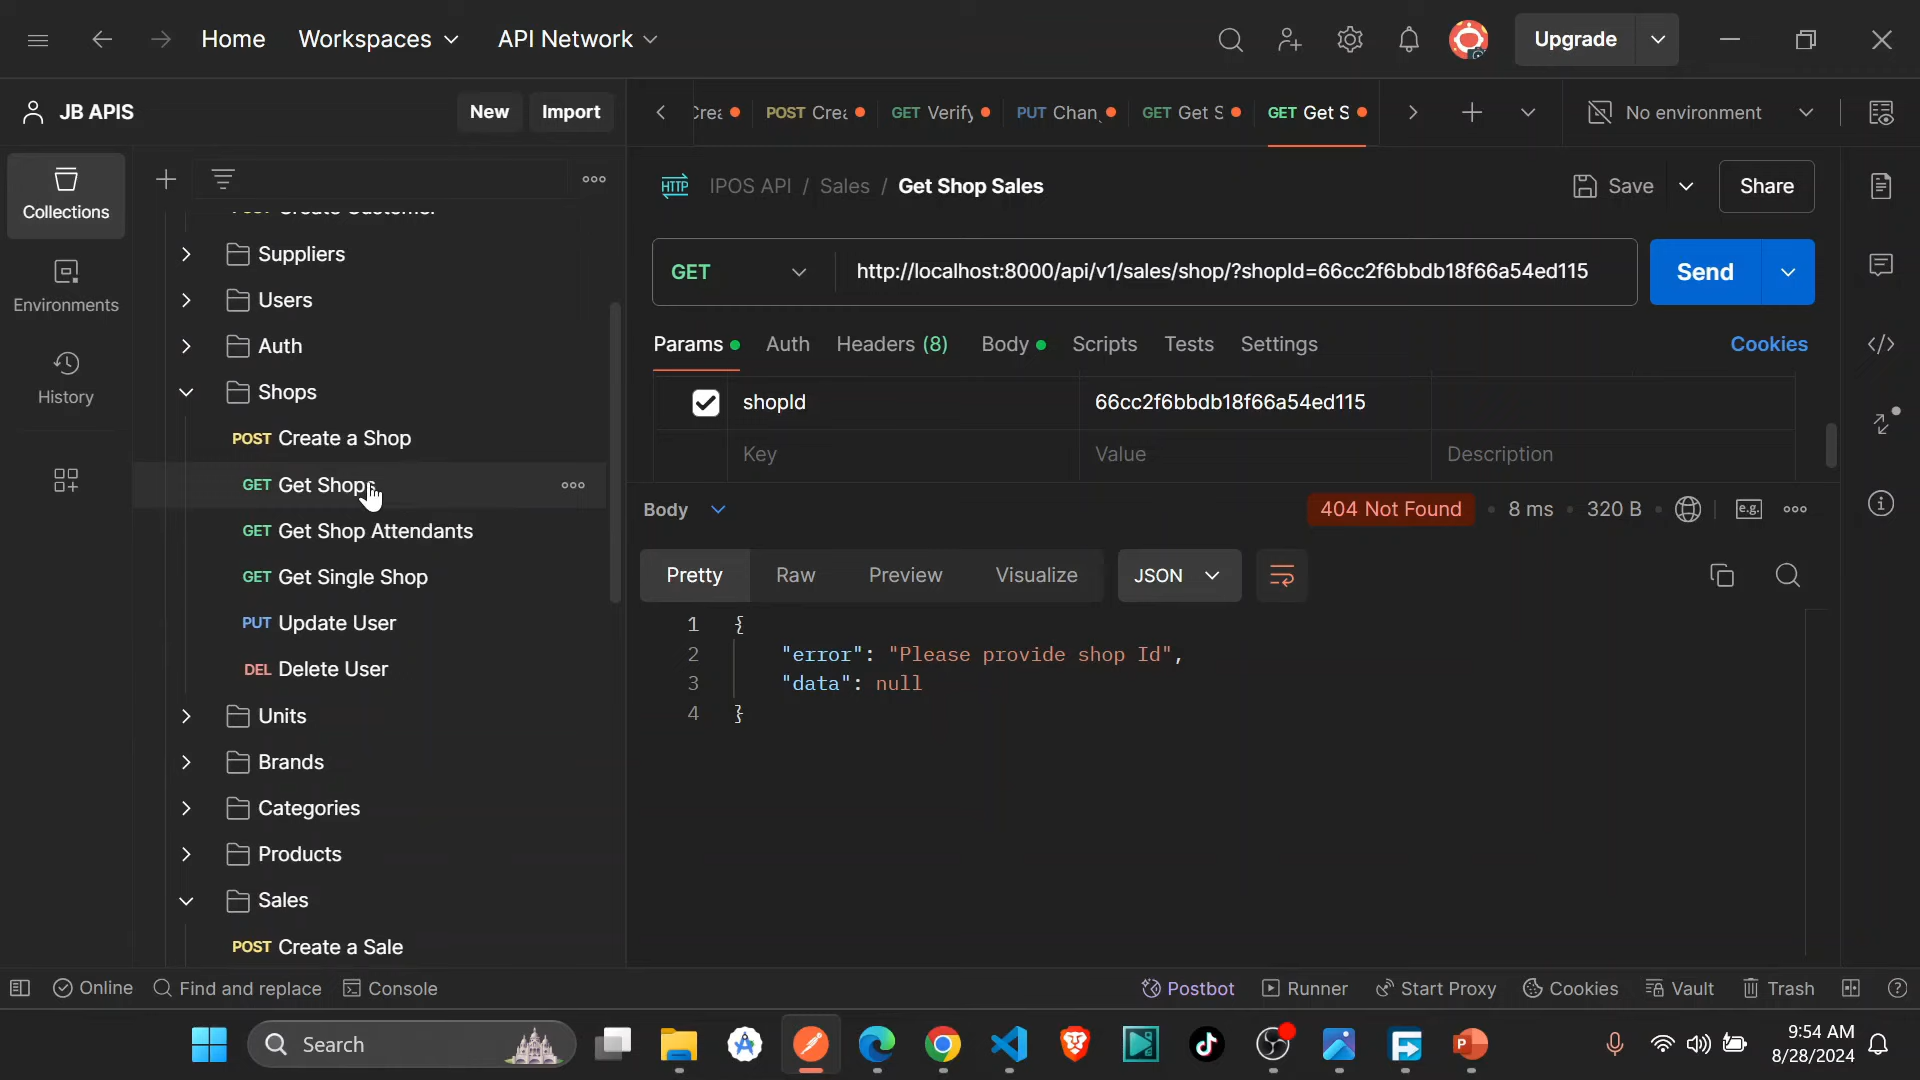 Home Workspaces API Network Upgrade
JB APIS New Import
Crea POST Crea GET Verify PUT Chan GET Get S GET Get S No environment
Collections
Environments
History
Create Customer
Suppliers
Users
Auth
Shops
POST Create a Shop
GET Get Shops
GET Get Shop Attendants
GET Get Single Shop
PUT Update User
DEL Delete User
Units
Brands
Categories
Products
Sales
POST Create a Sale
HTTP IPOS API / Sales / Get Shop Sales Save Share
GET http://localhost:8000/api/v1/sales/shop/?shopId=66cc2f6bbdb18f66a54ed115 Send
Params Auth Headers (8) Body Scripts Tests Settings Cookies
shopId 66cc2f6bbdb18f66a54ed115
Key Value Description
Body 404 Not Found 8 ms 320 B e.g.
Pretty Raw Preview Visualize JSON
1 {
2 "error": "Please provide shop Id",
3 "data": null
4 }
Online Find and replace Console Postbot Runner Start Proxy Cookies Vault Trash
Search 9:54 AM
8/28/2024